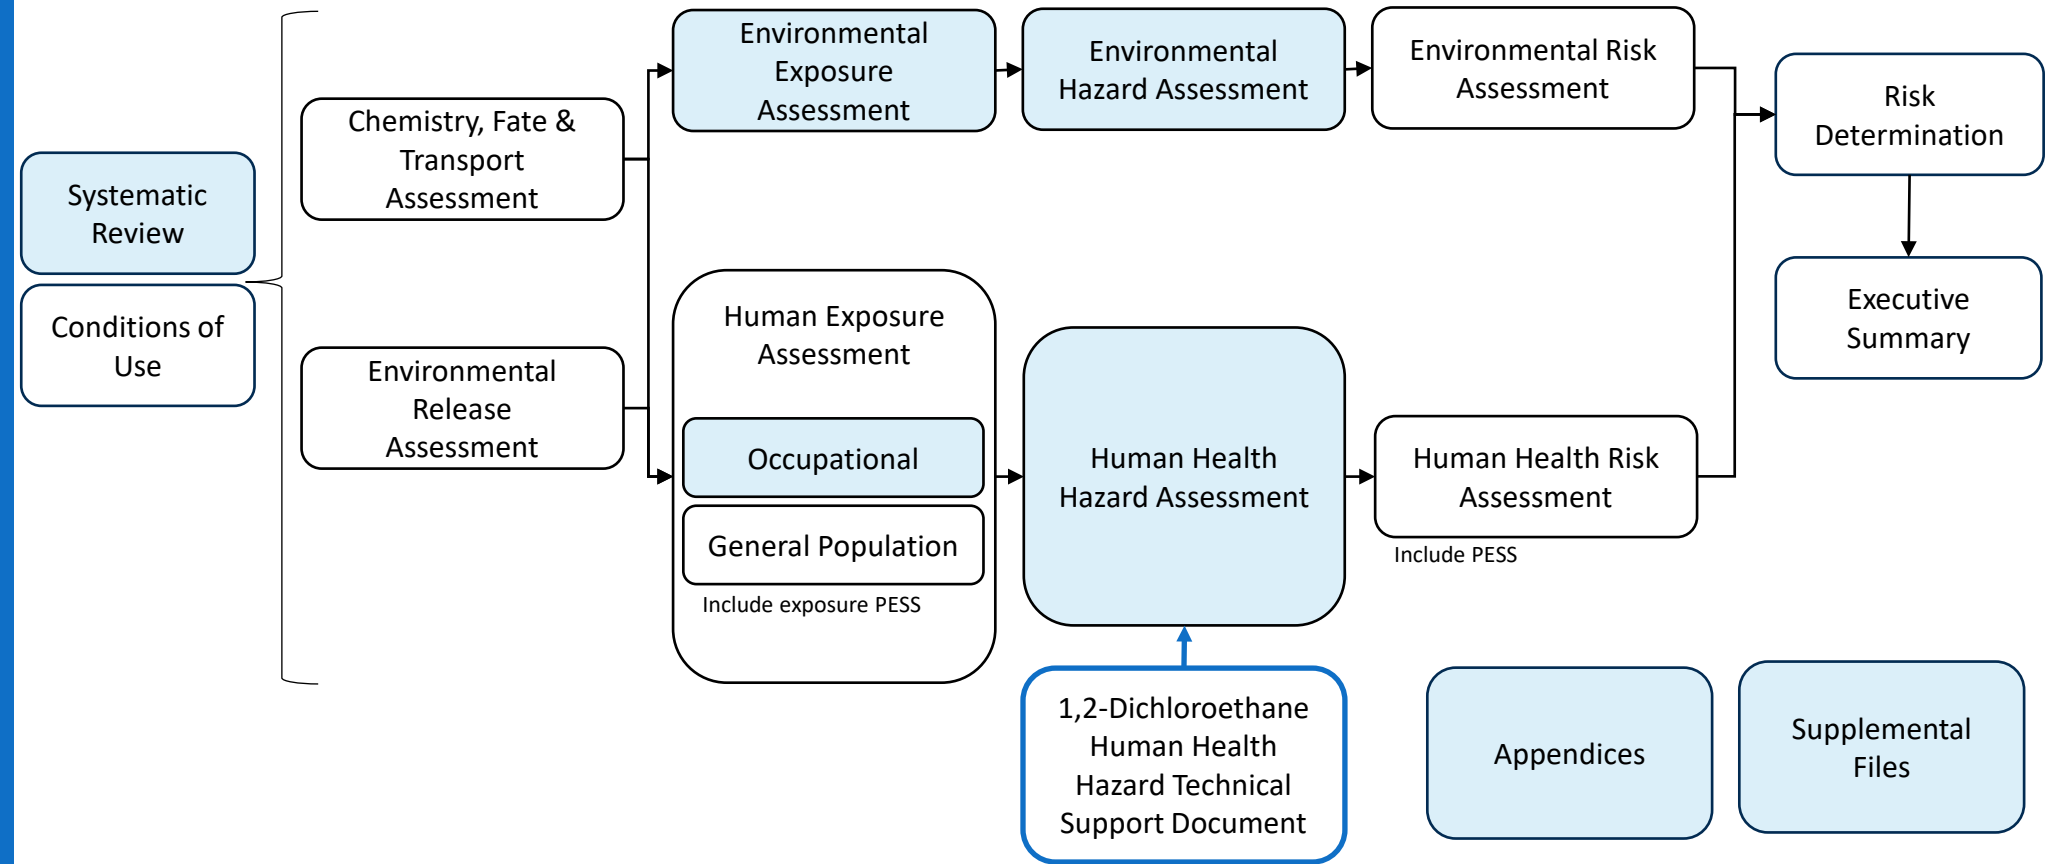 Systematic
Review
Conditions of
Use
Chemistry, Fate &
Transport
Assessment
Environmental
Release
Assessment
Environmental
Exposure
Assessment
Environmental
Hazard Assessment
Environmental Risk
Assessment
Human Exposure
Assessment
Occupational
General Population
Include exposure PESS
Human Health
Hazard Assessment
Human Health Risk
Assessment
Include PESS
Risk
Determination
Executive
Summary
1,2-Dichloroethane
Human Health
Hazard Technical
Support Document
Appendices
Supplemental
Files